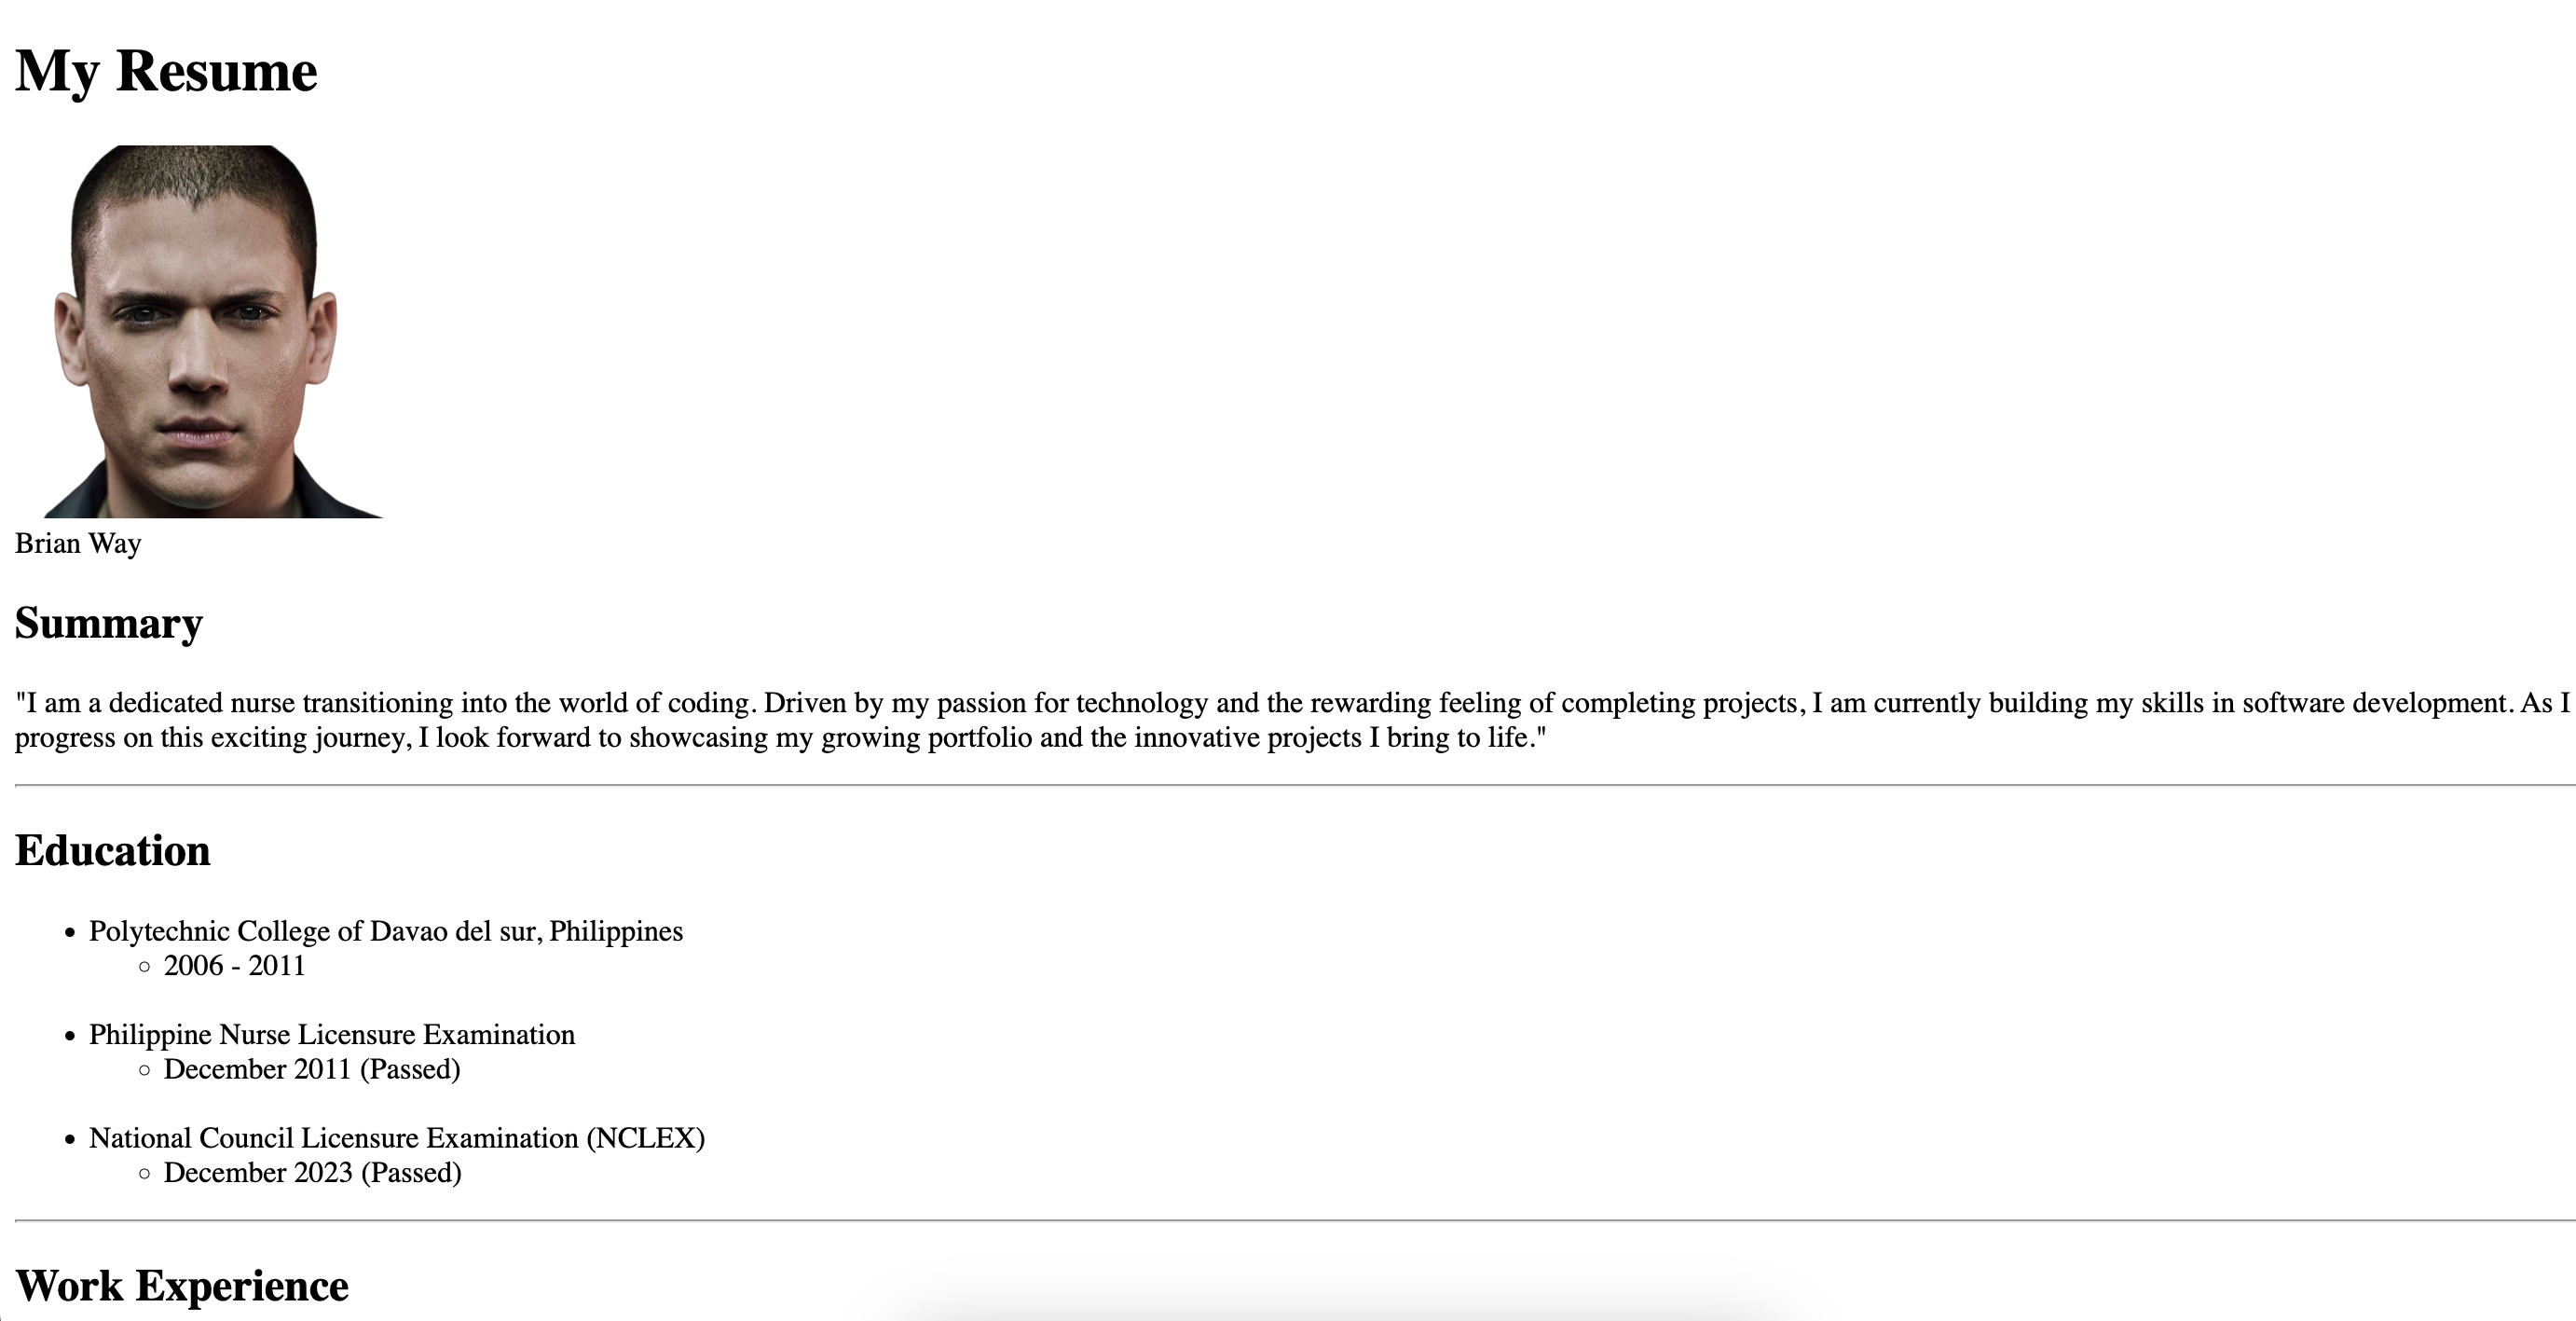 My Resume
Brian Way
Summary
"I am a dedicated nurse transitioning into the world of coding. Driven by my passion for technology and the rewarding feeling of completing projects, I am currently building my skills in software development. As I
progress on this exciting journey, I look forward to showcasing my growing portfolio and the innovative projects I bring to life."
Education
Polytechnic College of Davao del sur, Philippines
2006 - 2011
Philippine Nurse Licensure Examination
December 2011 (Passed)
National Council Licensure Examination (NCLEX)
December 2023 (Passed)
Work Experience